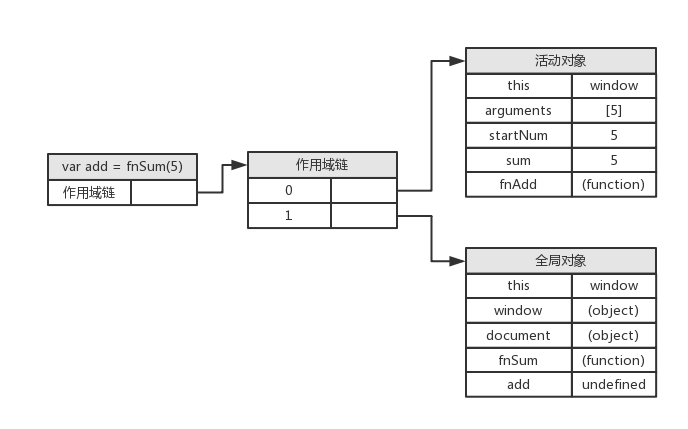 var add = fnSum(5)
作用域链
作用域链
0
1
活动对象
this window
arguments [5]
startNum 5
sum 5
fnAdd (function)
全局对象
this window
window (object)
document (object)
fnSum (function)
add undefined